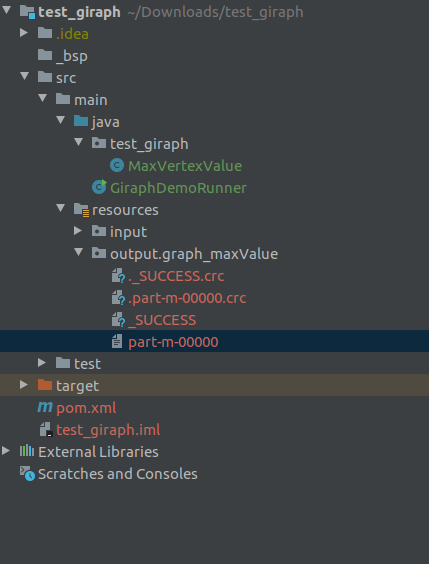 test_giraph ~/Downloads/test_giraph
.idea
_bsp
src
main
java
test_giraph
MaxVertexValue
GiraphDemoRunner
resources
input
output.graph_maxValue
._SUCCESS.crc
.part-m-00000.crc
_SUCCESS
part-m-00000
test
target
pom.xml
test_giraph.iml
External Libraries
Scratches and Consoles